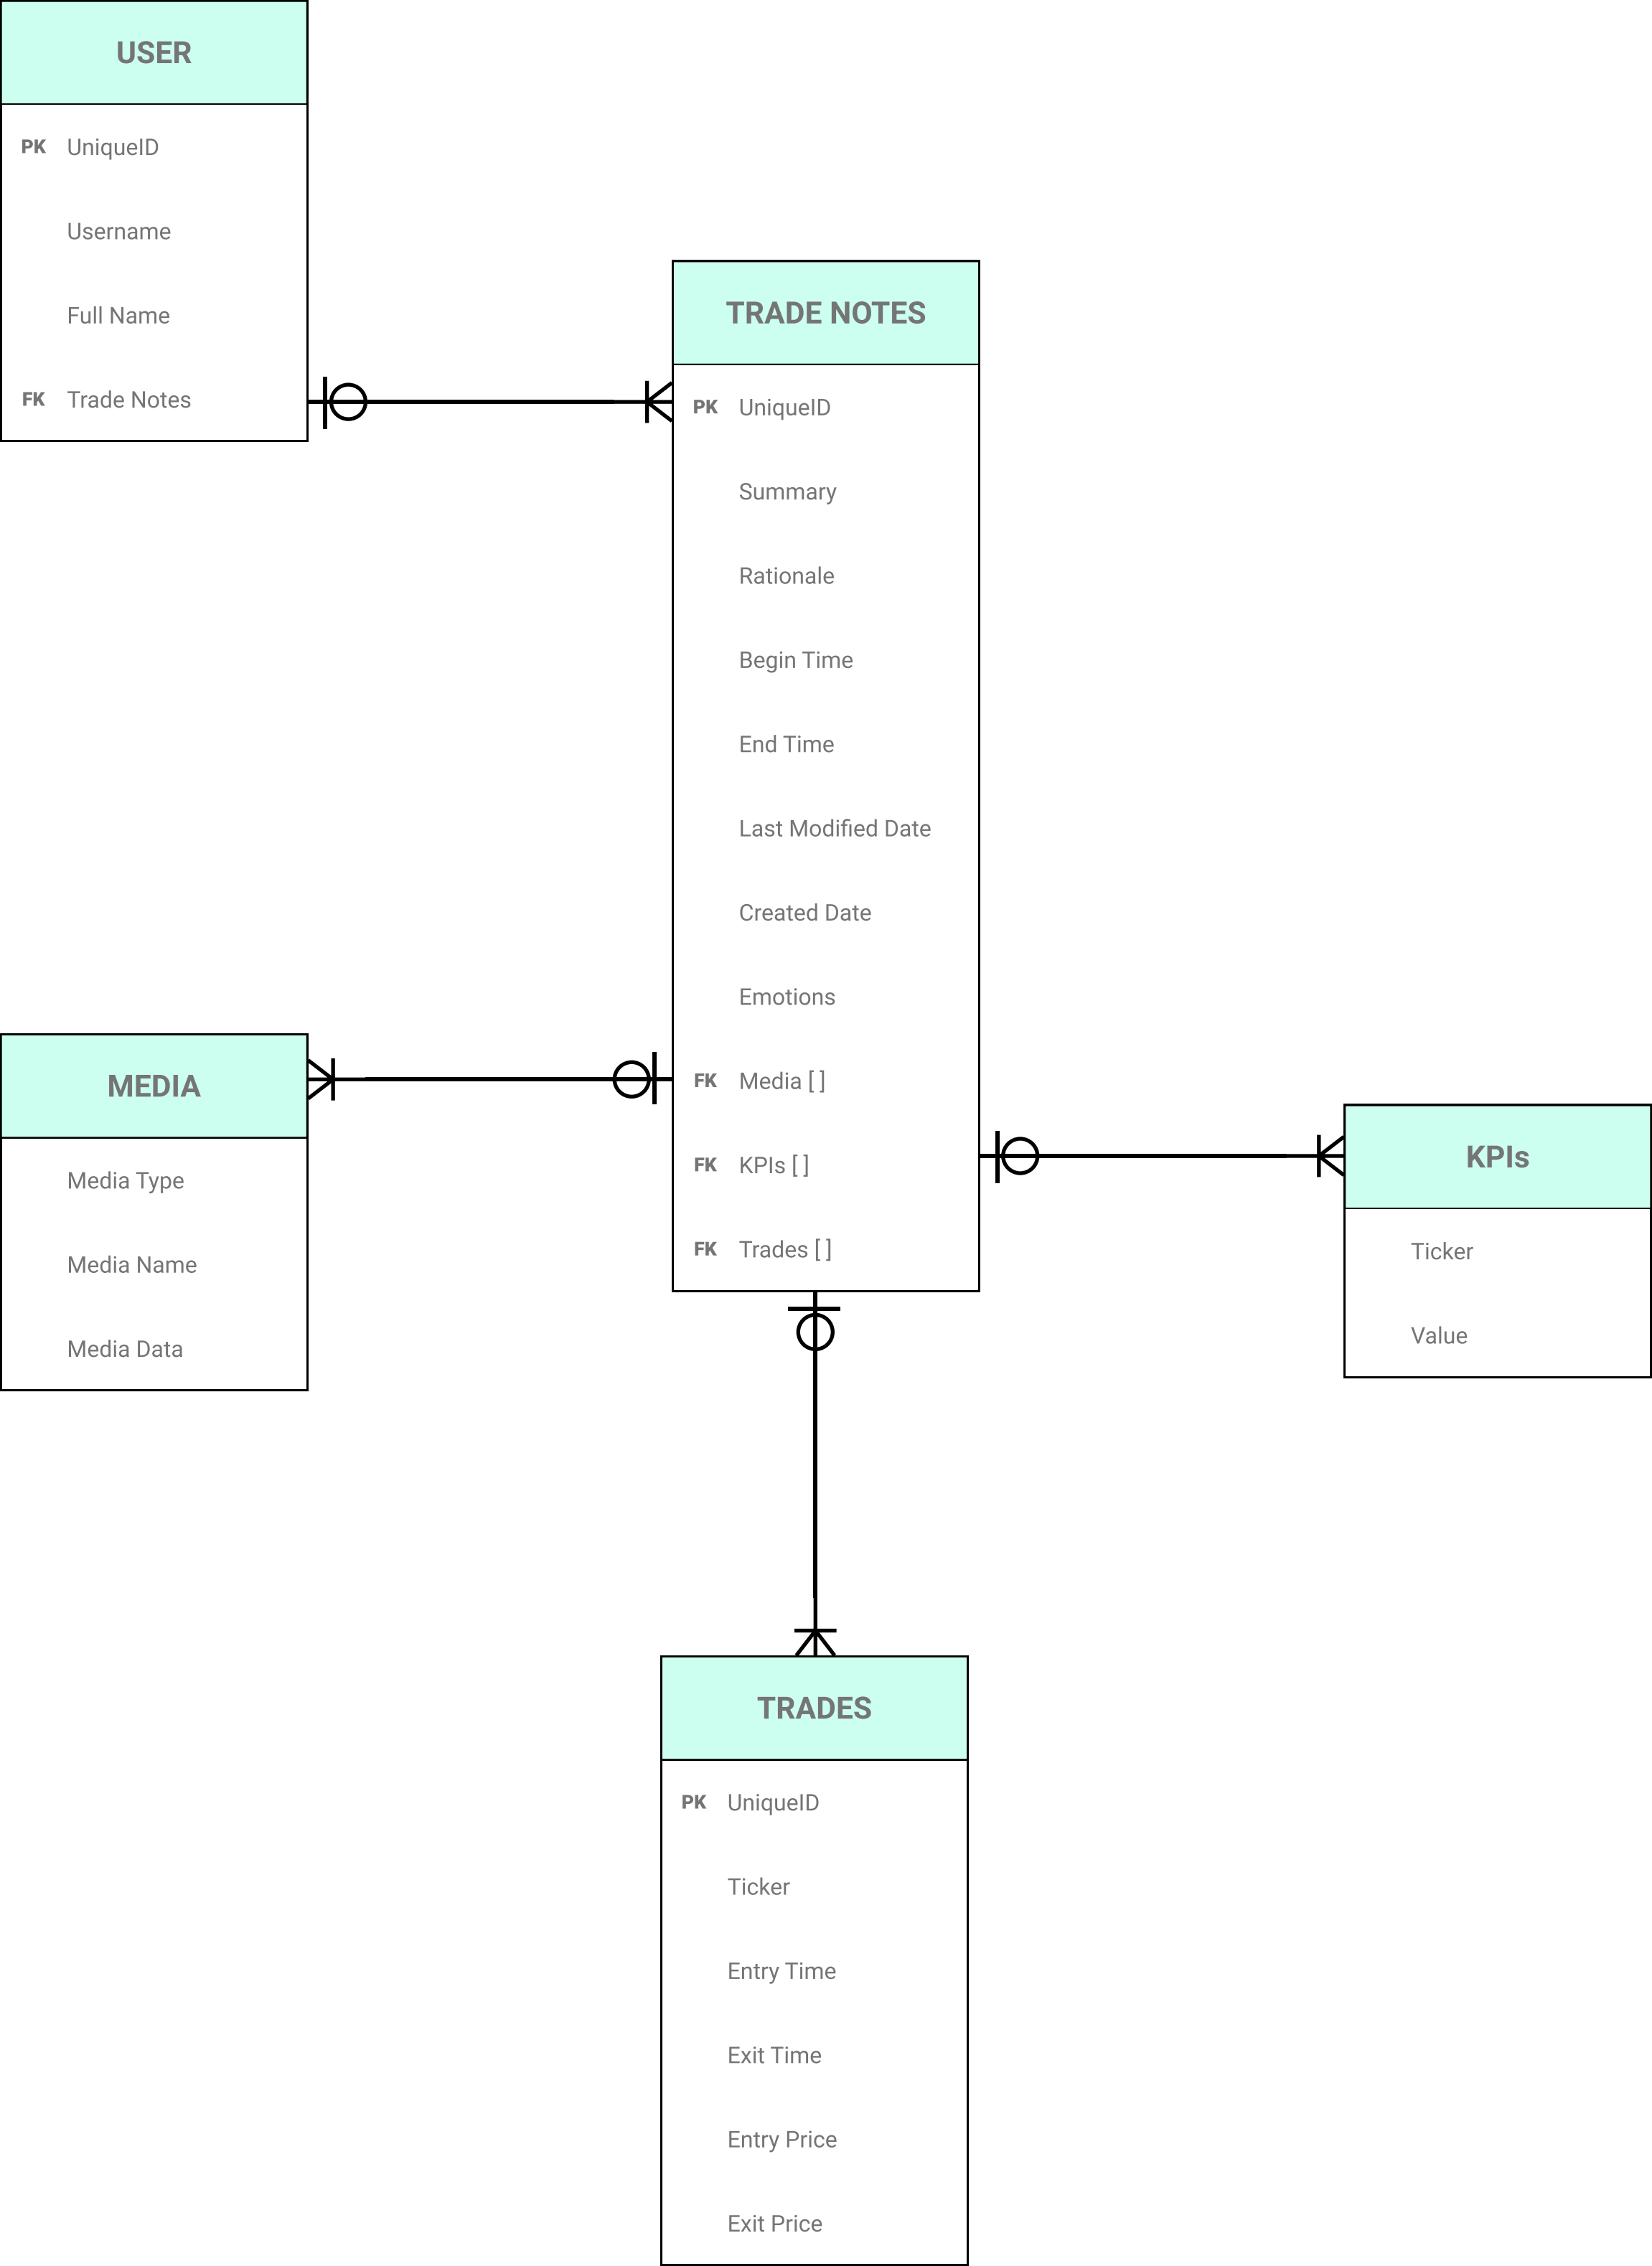 USER
PK UniqueID
Username
Full Name
FK Trade Notes
TRADE NOTES
PK UniqueID
Summary
Rationale
Begin Time
End Time
Last Modified Date
Created Date
Emotions
FK Media [ ]
FK KPIs [ ]
FK Trades [ ]
MEDIA
Media Type
Media Name
Media Data
KPIs
Ticker
Value
TRADES
PK UniqueID
Ticker
Entry Time
Exit Time
Entry Price
Exit Price